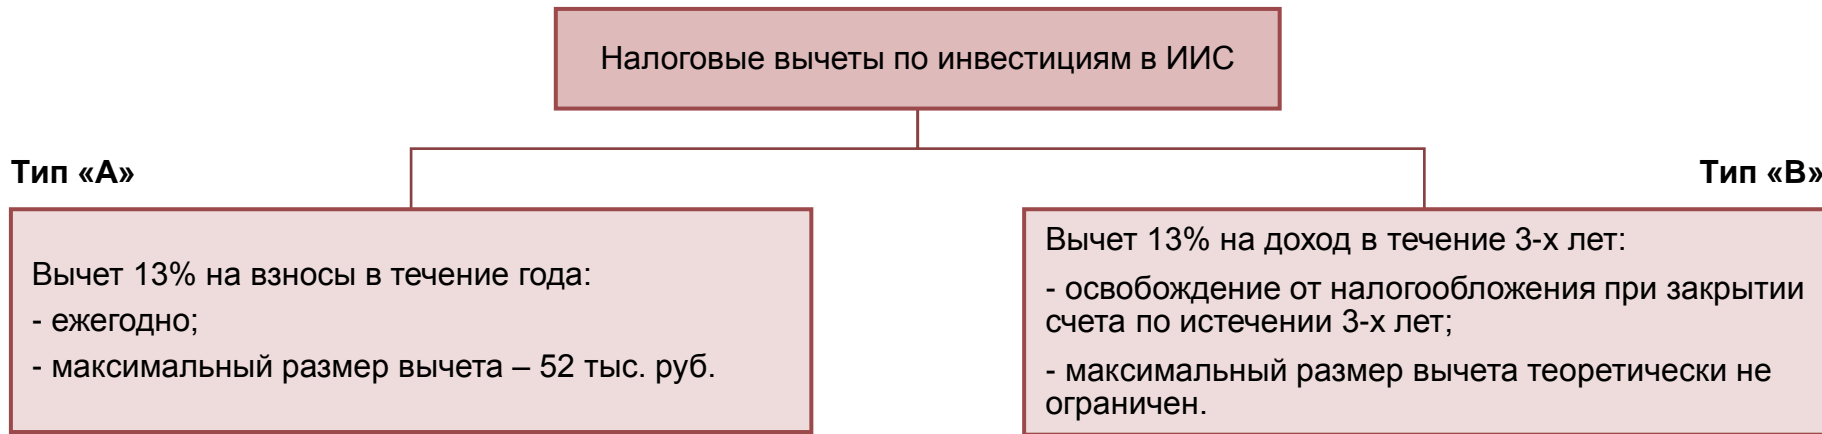 Налоговые вычеты по инвестициям в ИИС
Тип «А»
Тип «В»
Вычет 13% на взносы в течение года:
- ежегодно;
- максимальный размер вычета – 52 тыс. руб.
Вычет 13% на доход в течение 3-х лет:
- освобождение от налогообложения при закрытии
счета по истечении 3-х лет;
- максимальный размер вычета теоретически не
ограничен.